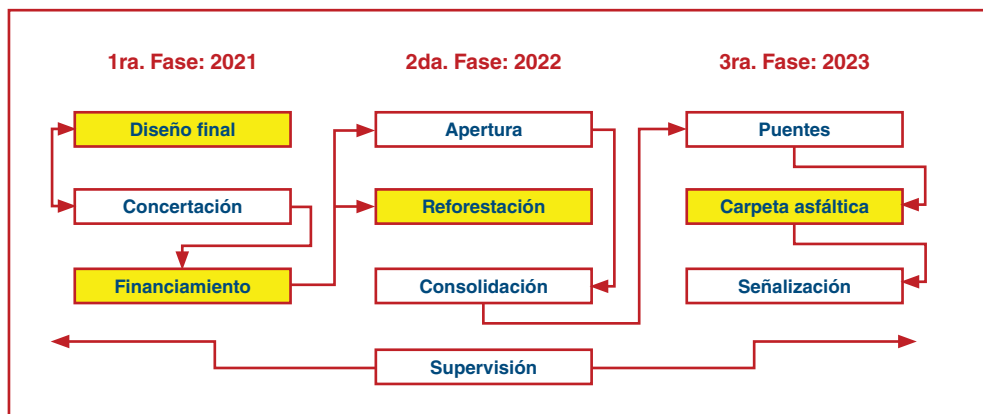 1ra. Fase: 2021
2da. Fase: 2022
3ra. Fase: 2023
Diseño final
Apertura
Puentes
Concertación
Reforestación
Carpeta asfáltica
Financiamiento
Consolidación
Señalización
Supervisión